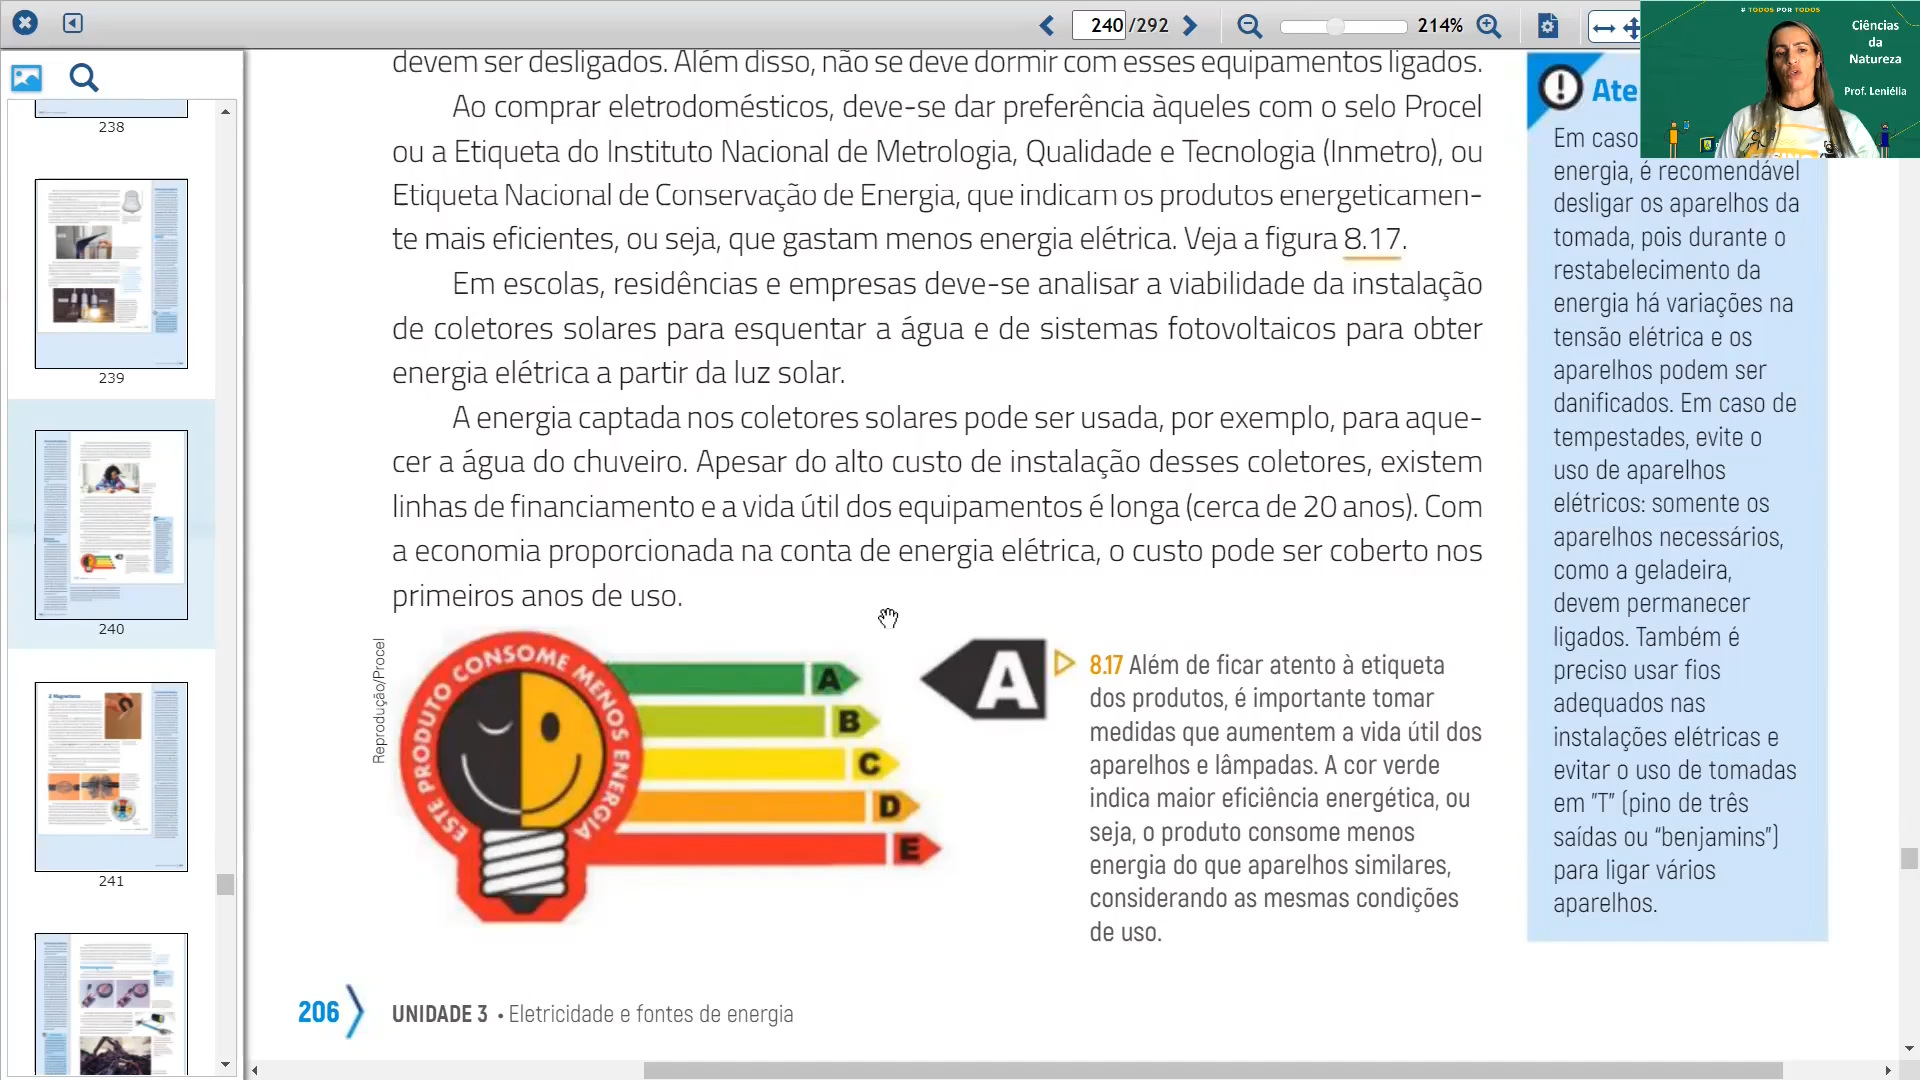 240 /292
214%
# TODOS POR TODOS
Ciências
da
Natureza
Prof. Leniélia
238
239
240
241
devem ser desligados. Além disso, não se deve dormir com esses equipamentos ligados.
Ao comprar eletrodomésticos, deve-se dar preferência àqueles com o selo Procel
ou a Etiqueta do Instituto Nacional de Metrologia, Qualidade e Tecnologia (Inmetro), ou
Etiqueta Nacional de Conservação de Energia, que indicam os produtos energeticamen-
te mais eficientes, ou seja, que gastam menos energia elétrica. Veja a figura 8.17.
Em escolas, residências e empresas deve-se analisar a viabilidade da instalação
de coletores solares para esquentar a água e de sistemas fotovoltaicos para obter
energia elétrica a partir da luz solar.
A energia captada nos coletores solares pode ser usada, por exemplo, para aque-
cer a água do chuveiro. Apesar do alto custo de instalação desses coletores, existem
linhas de financiamento e a vida útil dos equipamentos é longa (cerca de 20 anos). Com
a economia proporcionada na conta de energia elétrica, o custo pode ser coberto nos
primeiros anos de uso.
Reprodução/Procel
ESTE PRODUTO CONSOME MENOS ENERGIA
A
B
C
D
E
A
8.17 Além de ficar atento à etiqueta
dos produtos, é importante tomar
medidas que aumentem a vida útil dos
aparelhos e lâmpadas. A cor verde
indica maior eficiência energética, ou
seja, o produto consome menos
energia do que aparelhos similares,
considerando as mesmas condições
de uso.
Ate
Em caso
energia, é recomendável
desligar os aparelhos da
tomada, pois durante o
restabelecimento da
energia há variações na
tensão elétrica e os
aparelhos podem ser
danificados. Em caso de
tempestades, evite o
uso de aparelhos
elétricos: somente os
aparelhos necessários,
como a geladeira,
devem permanecer
ligados. Também é
preciso usar fios
adequados nas
instalações elétricas e
evitar o uso de tomadas
em "T" (pino de três
saídas ou “benjamins”)
para ligar vários
aparelhos.
206
UNIDADE 3 • Eletricidade e fontes de energia